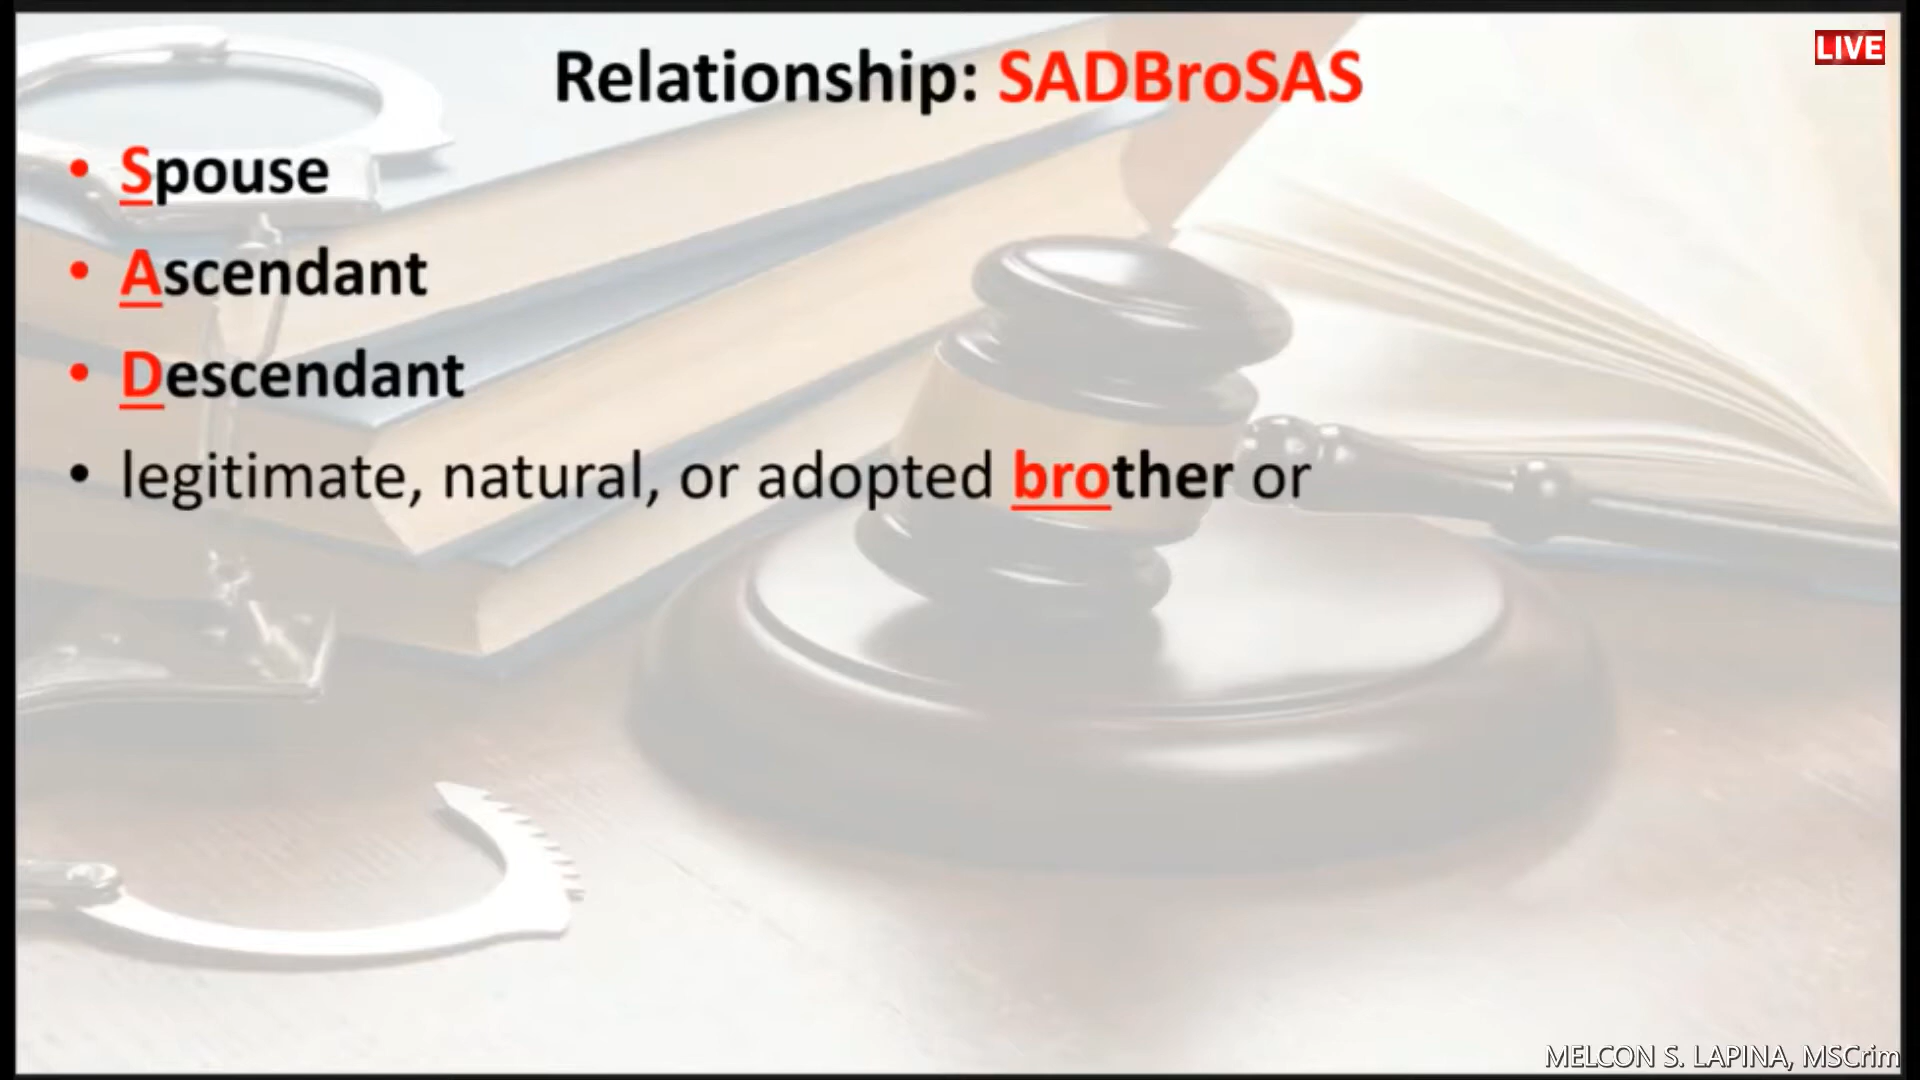 LIVE
Relationship: SADBroSAS
• Spouse
• Ascendant
• Descendant
• legitimate, natural, or adopted brother or
MELCON S. LAPINA, MSCrim